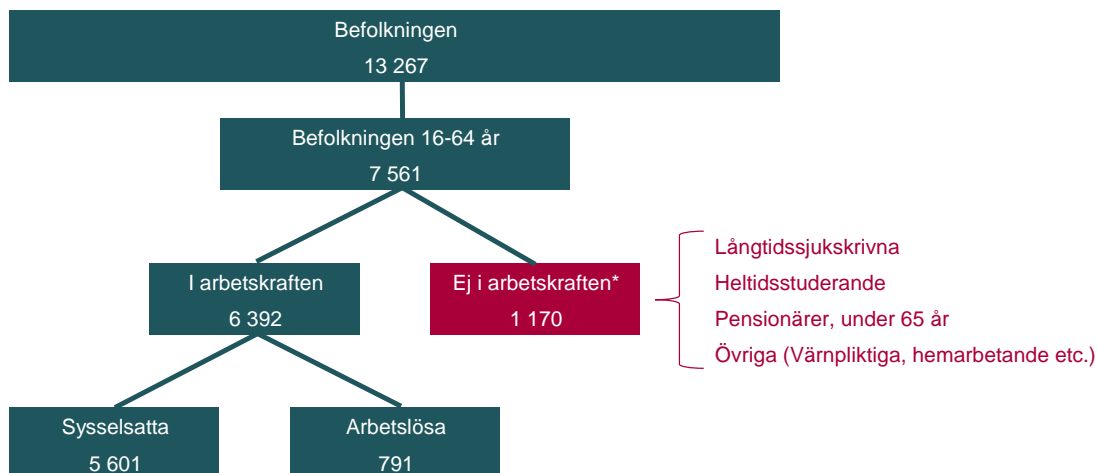 Befolkningen
13 267
Befolkningen 16-64 år
7 561
I arbetskraften
6 392
Ej i arbetskraften*
1 170
Långtidssjukskrivna
Heltidsstuderande
Pensionärer, under 65 år
Övriga (Värnpliktiga, hemarbetande etc.)
Sysselsatta
5 601
Arbetslösa
791